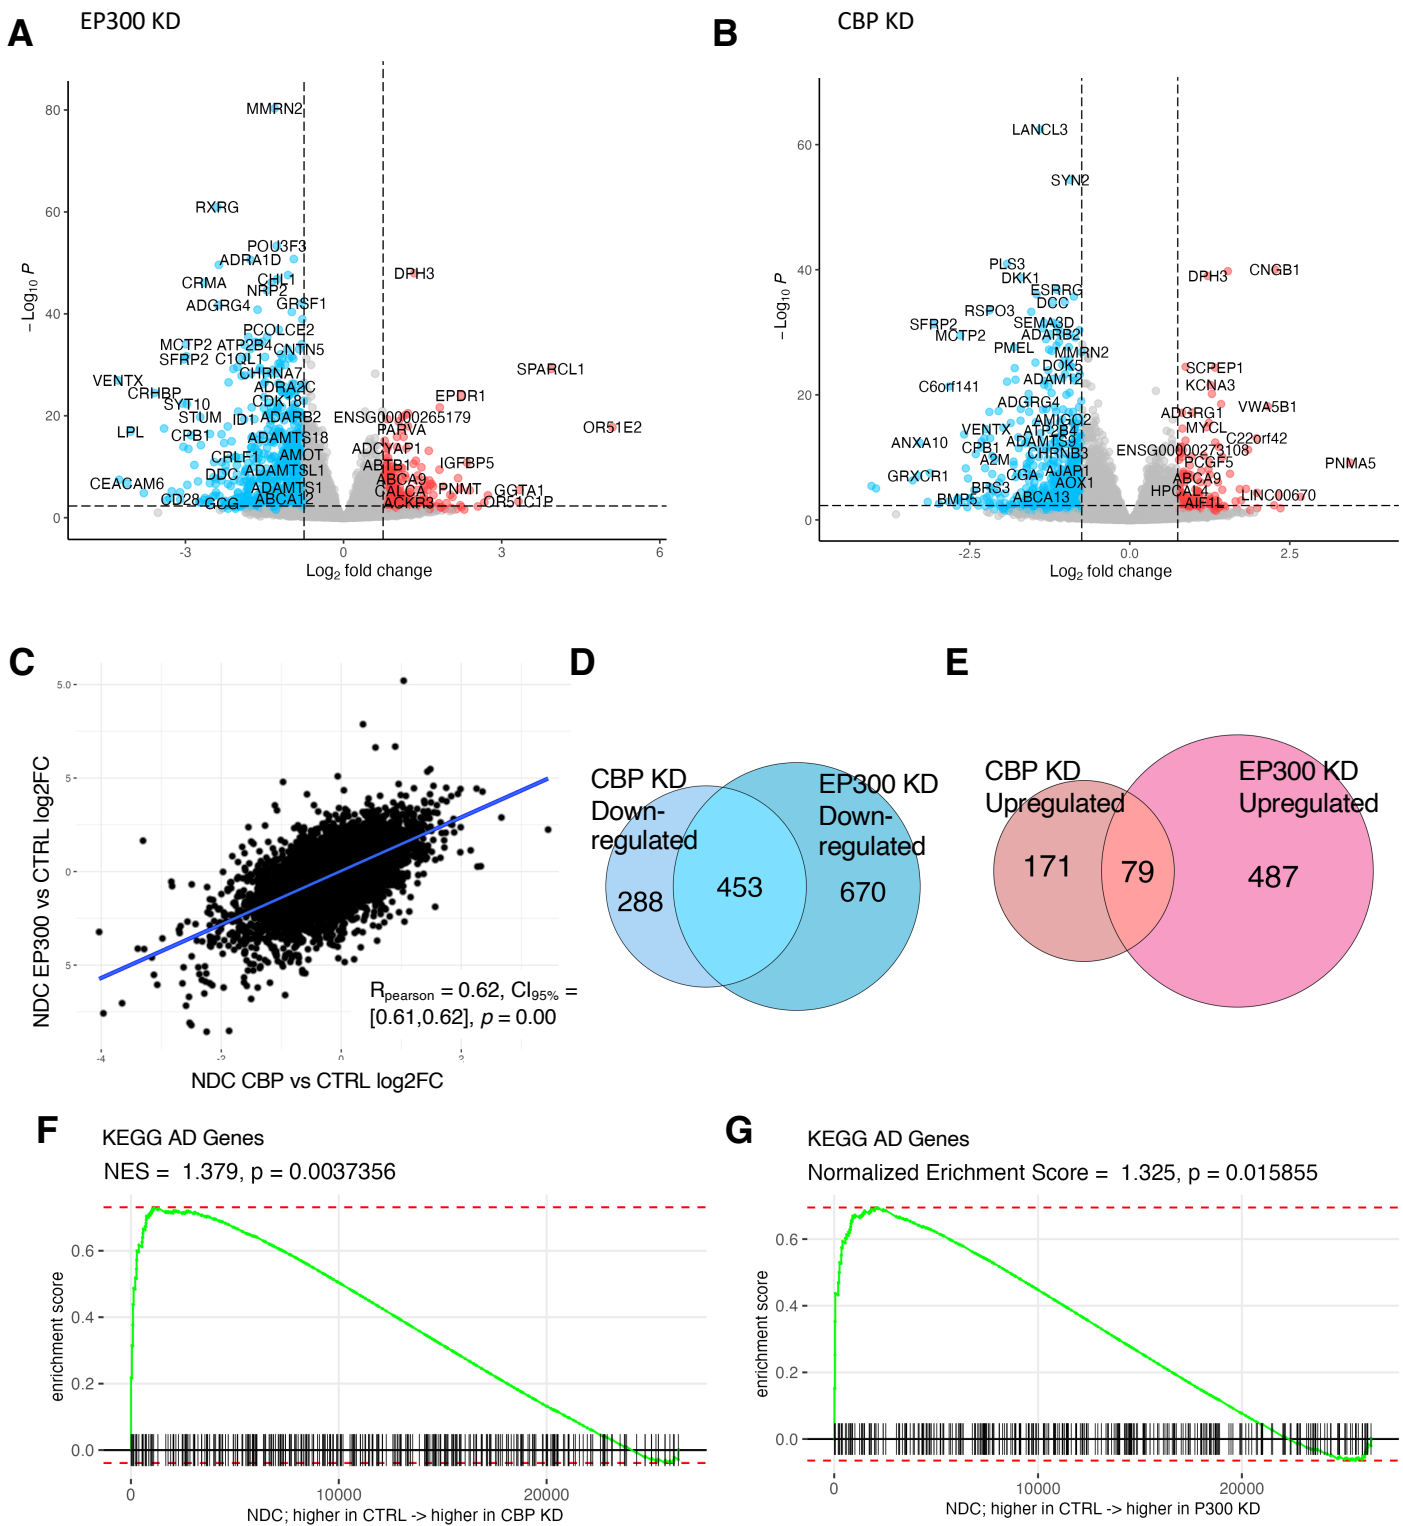 A
EP300 KD
B
CBP KD
80
60
40
20
0
− Log10 P
MMRN2
RXRG
POU3F3
ADRA1D
CHL1
CRMA
NRP2
ADGRG4
GRSF1
DPH3
PCOLCE2
MCTP2
ATP2B4
CNTN5
SFRP2
C1QL1
CHRNA7
SPARCL1
VENTX
ADRA2C
CRHBP
CDK18
EPDR1
SYT10
STUM
ID1
ADARB2
ENSG00000265179
LPL
CPB1
ADAMTS18
PARVA
OR51E2
CRLF1
AMOT
ADCYAP1
DDC
ADAMTSL1
ABTB1
IGFBP5
CEACAM6
ADAMTS1
ABCA9
CALCA
PNMT
GGTA1
CD28
GCG
ABCA12
ACKR3
OR51C1P
-3
0
3
6
Log2 fold change
60
40
20
0
− Log10 P
LANCL3
SYN2
PLS3
DKK1
DPH3
CNGB1
ESRRG
DCC
RSPO3
SFRP2
SEMA3D
MCTP2
ADARB2
PMEL
MMRN2
DOK5
SCPEP1
C6orf141
ADAM12
KCNA3
ADGRG4
ADGRG1
VWA5B1
AMIGO2
VENTX
ATP2B4
MYCL
ANXA10
CPB1
ADAMTS9
C22orf42
A2M
CHRNB3
ENSG00000273108
GRXCR1
CGA
AJAP1
PCGF5
PNMA5
BRS3
AOX1
ABCA9
BMP5
ABCA13
HPCAL4
AIF1L
LINC00670
-2.5
0.0
2.5
Log2 fold change
C
5.0
5
0
5
NDC EP300 vs CTRL log2FC
Rpearson = 0.62, CI95% =
[0.61,0.62], p = 0.00
-4
-2
0
2
NDC CBP vs CTRL log2FC
D
CBP KD
Down-
regulated
EP300 KD
Down-
regulated
288
453
670
E
CBP KD
Upregulated
EP300 KD
Upregulated
171
79
487
F
KEGG AD Genes
NES = 1.379, p = 0.0037356
enrichment score
0.6
0.4
0.2
0.0
0
10000
20000
NDC; higher in CTRL -> higher in CBP KD
G
KEGG AD Genes
Normalized Erichment Score = 1.325, p = 0.015855
enrichment score
0.6
0.4
0.2
0.0
0
10000
20000
NDC; higher in CTRL -> higher in P300 KD